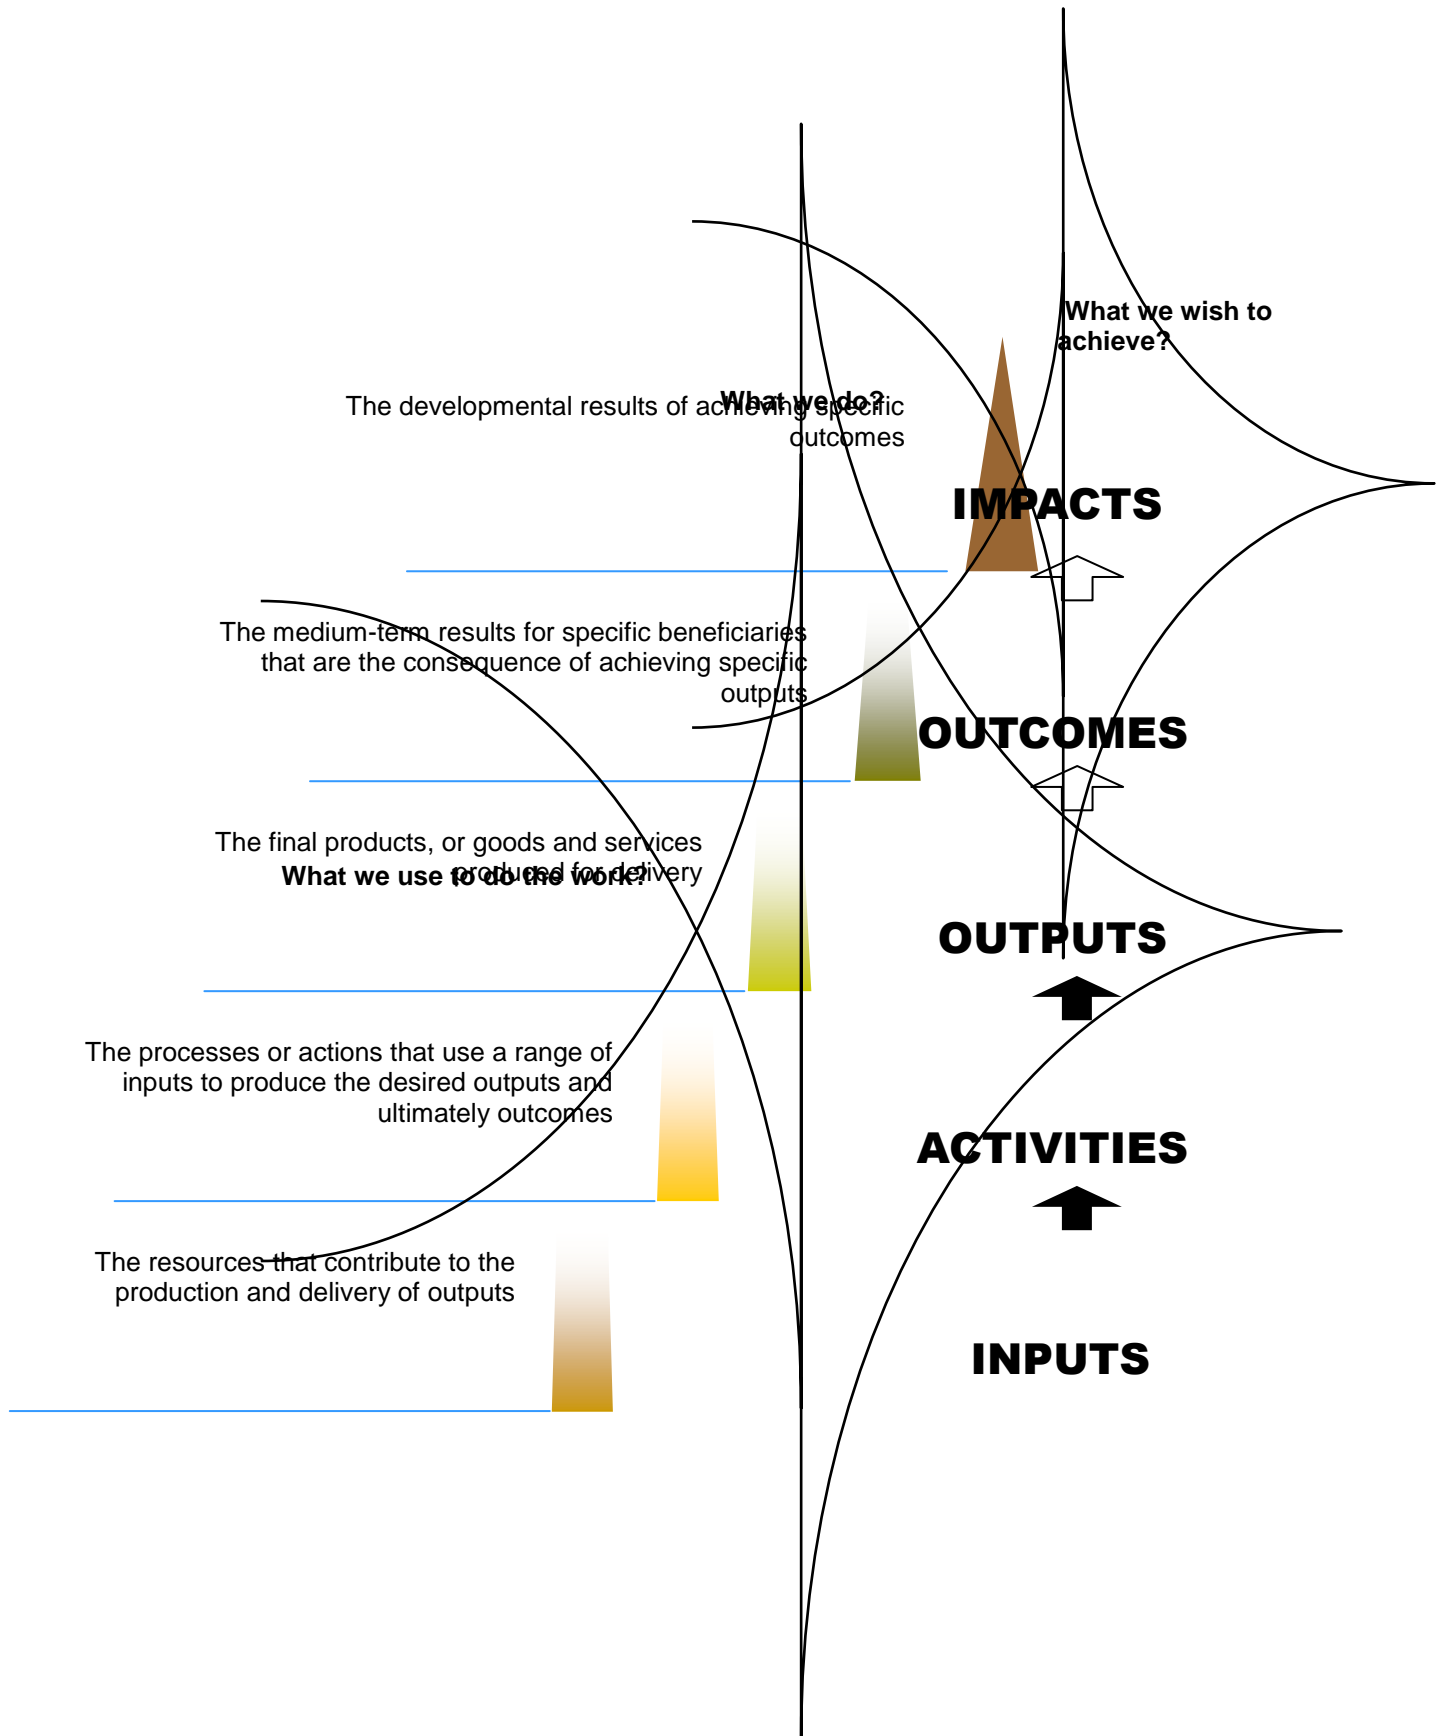 What we wish to
achieve?
What we do?
The developmental results of achieving specific
outcomes
IMPACTS
The medium-term results for specific beneficiaries
that are the consequence of achieving specific
outputs
OUTCOMES
The final products, or goods and services
produced for delivery
What we use to do the work?
OUTPUTS
The processes or actions that use a range of
inputs to produce the desired outputs and
ultimately outcomes
ACTIVITIES
The resources that contribute to the
production and delivery of outputs
INPUTS